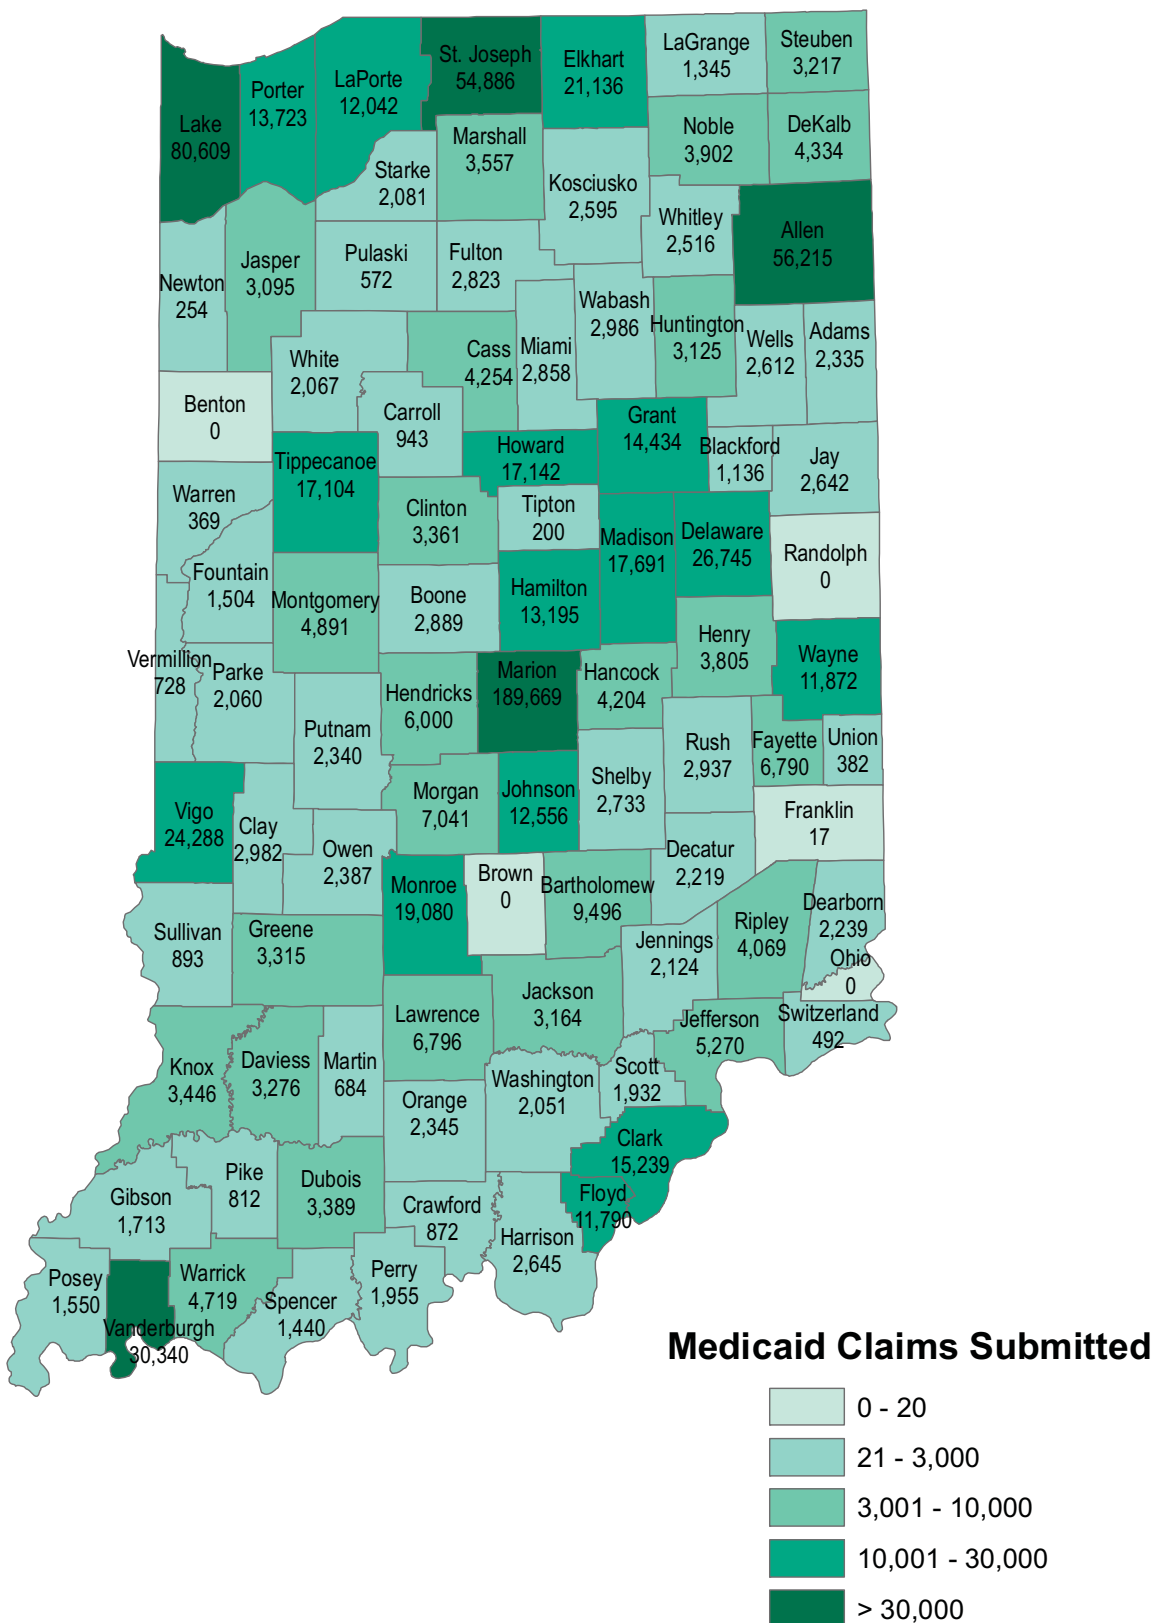 LaGrange
1,345
Steuben
3,217
St. Joseph
54,886
Elkhart
21,136
LaPorte
12,042
Porter
13,723
Lake
80,609
Marshall
3,557
Noble
3,902
DeKalb
4,334
Starke
2,081
Kosciusko
2,595
Whitley
2,516
Allen
56,215
Newton
254
Jasper
3,095
Pulaski
572
Fulton
2,823
Wabash
2,986
Huntington
3,125
Wells
2,612
Adams
2,335
White
2,067
Cass
4,254
Miami
2,858
Benton
0
Carroll
943
Grant
14,434
Howard
17,142
Blackford
1,136
Jay
2,642
Tippecanoe
17,104
Warren
369
Clinton
3,361
Tipton
200
Madison
17,691
Delaware
26,745
Randolph
0
Fountain
1,504
Montgomery
4,891
Boone
2,889
Hamilton
13,195
Henry
3,805
Wayne
11,872
Vermillion
728
Parke
2,060
Hendricks
6,000
Marion
189,669
Hancock
4,204
Putnam
2,340
Rush
2,937
Fayette
6,790
Union
382
Morgan
7,041
Johnson
12,556
Shelby
2,733
Franklin
17
Vigo
24,288
Clay
2,982
Owen
2,387
Decatur
2,219
Monroe
19,080
Brown
0
Bartholomew
9,496
Dearborn
2,239
Ripley
4,069
Sullivan
893
Greene
3,315
Jennings
2,124
Ohio
0
Jackson
3,164
Lawrence
6,796
Jefferson
5,270
Switzerland
492
Knox
3,446
Daviess
3,276
Martin
684
Scott
1,932
Washington
2,051
Orange
2,345
Clark
15,239
Pike
812
Dubois
3,389
Gibson
1,713
Crawford
872
Floyd
11,790
Harrison
2,645
Posey
1,550
Warrick
4,719
Perry
1,955
Spencer
1,440
Vanderburgh
30,340
Medicaid Claims Submitted
0 - 20
21 - 3,000
3,001 - 10,000
10,001 - 30,000
> 30,000